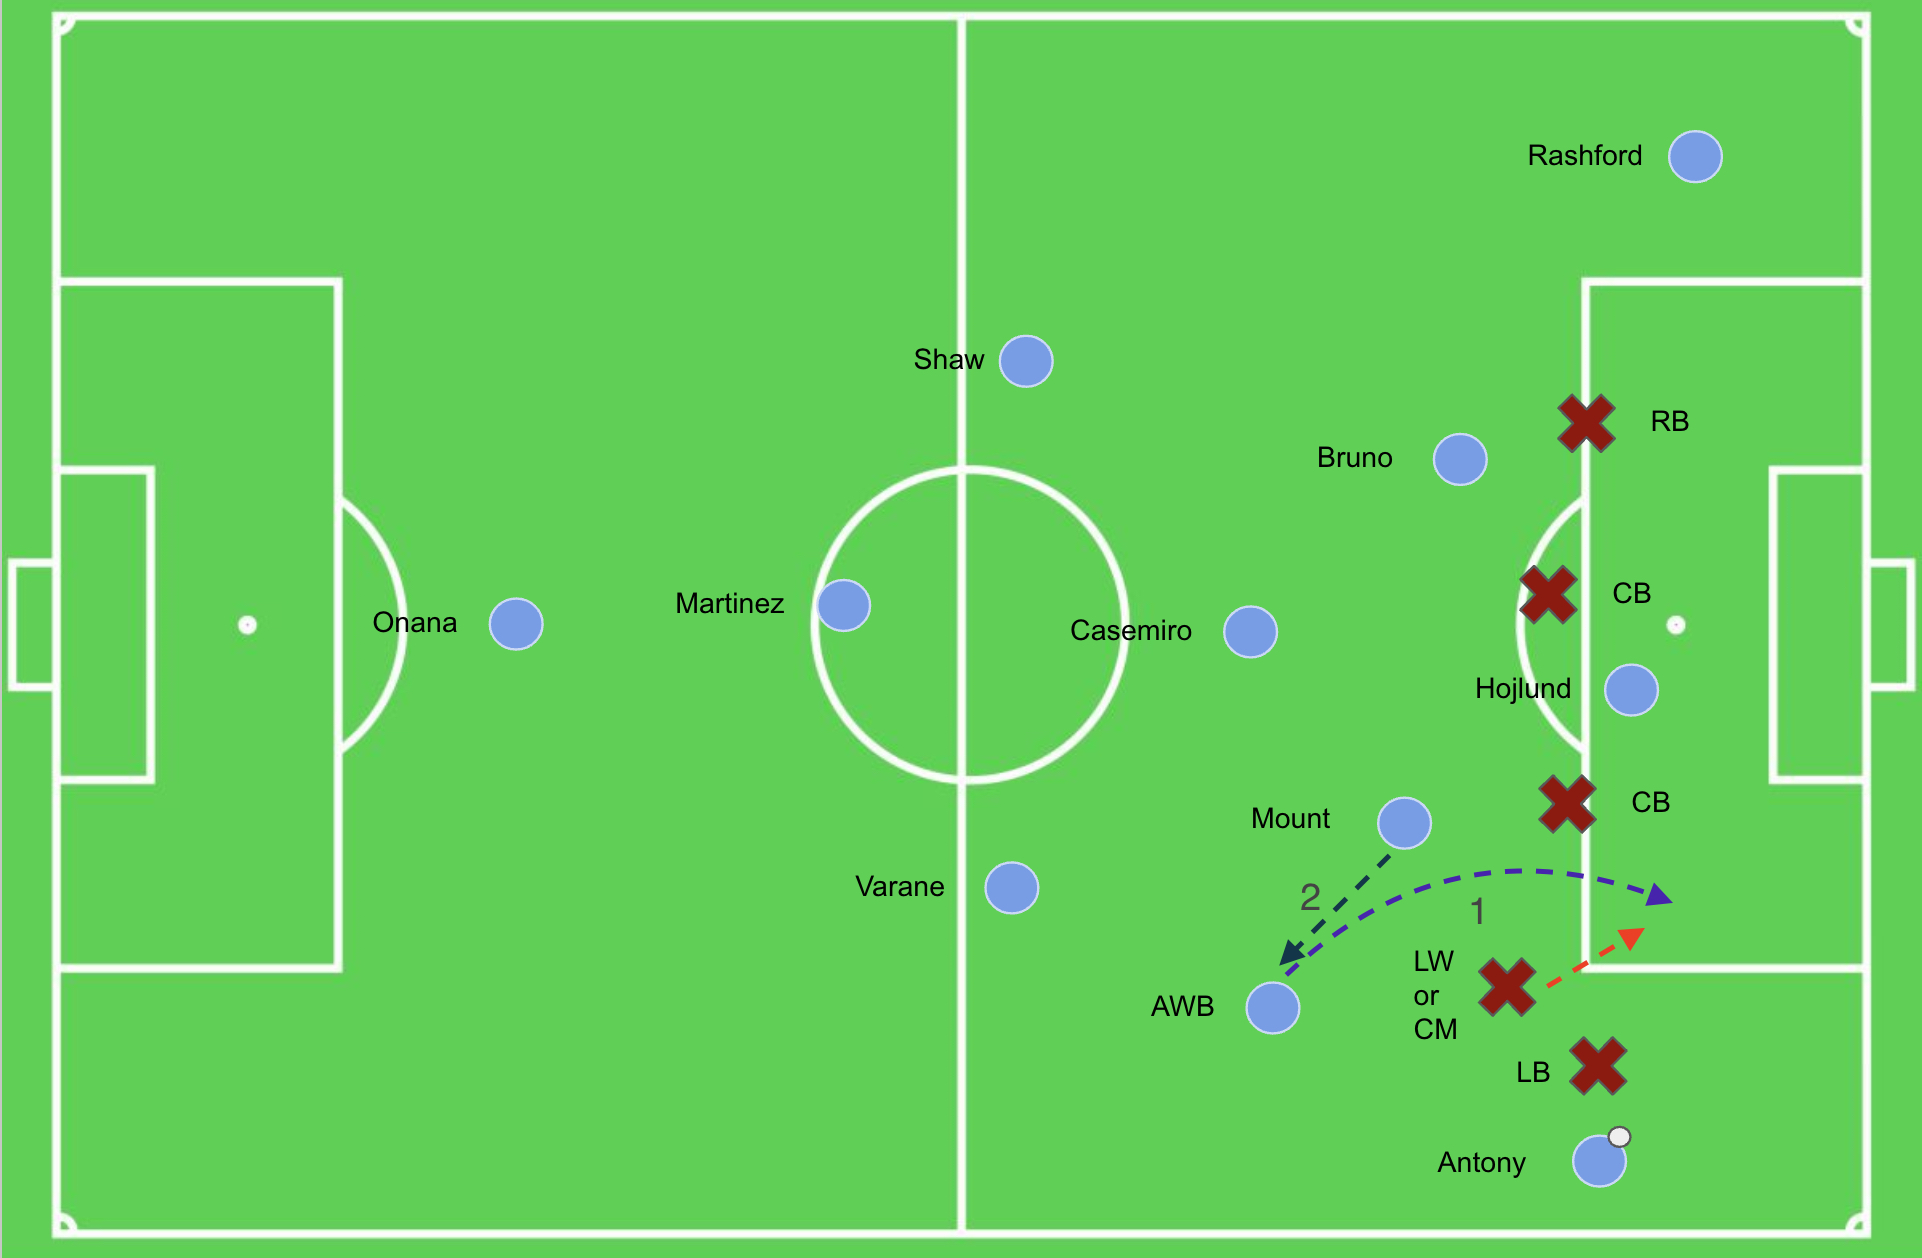 Rashford
Shaw
RB
Bruno
CB
Martinez
Onana
Casemiro
Hojlund
CB
Mount
Varane
2
1
LW
or
CM
AWB
LB
Antony